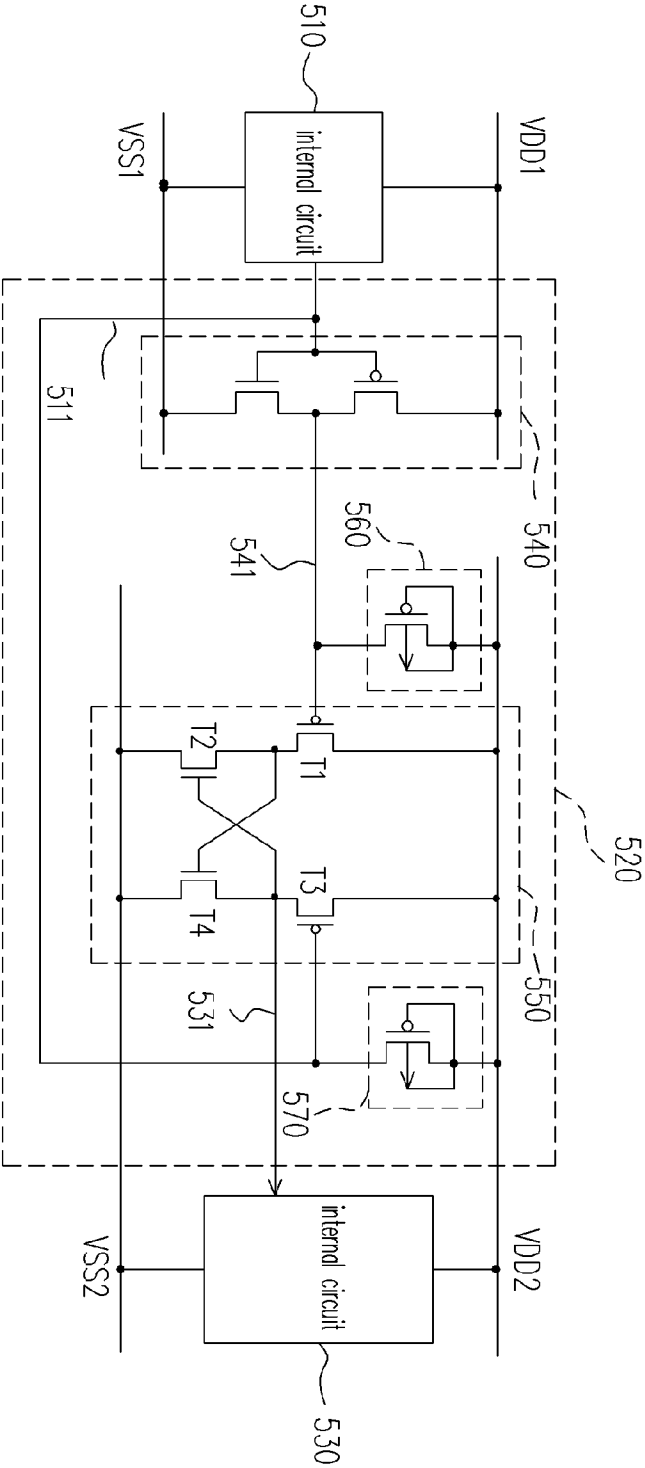 510
VSS1
internal circuit
VDD1
511
540
541
560
T2
T1
T4
T3
520
550
531
570
VSS2
internal circuit
VDD2
530